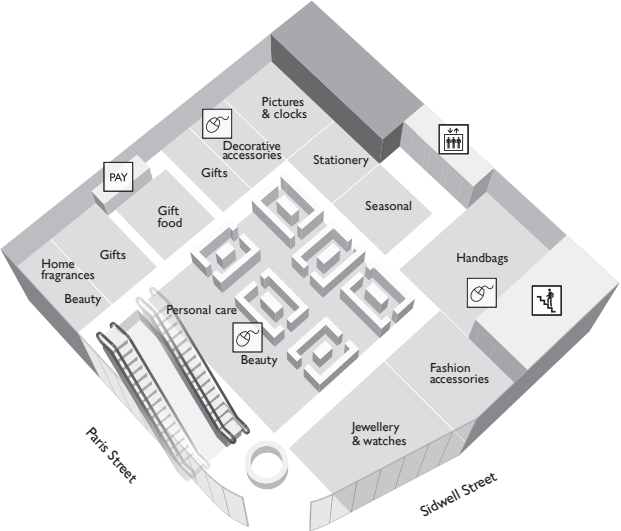 Pictures
& clocks
Decorative
accessories
Gifts
Stationery
PAY
Seasonal
Gift
food
Gifts
Home
fragrances
Beauty
Handbags
Personal care
Beauty
Fashion
accessories
Jewellery
& watches
Paris Street
Sidwell Street